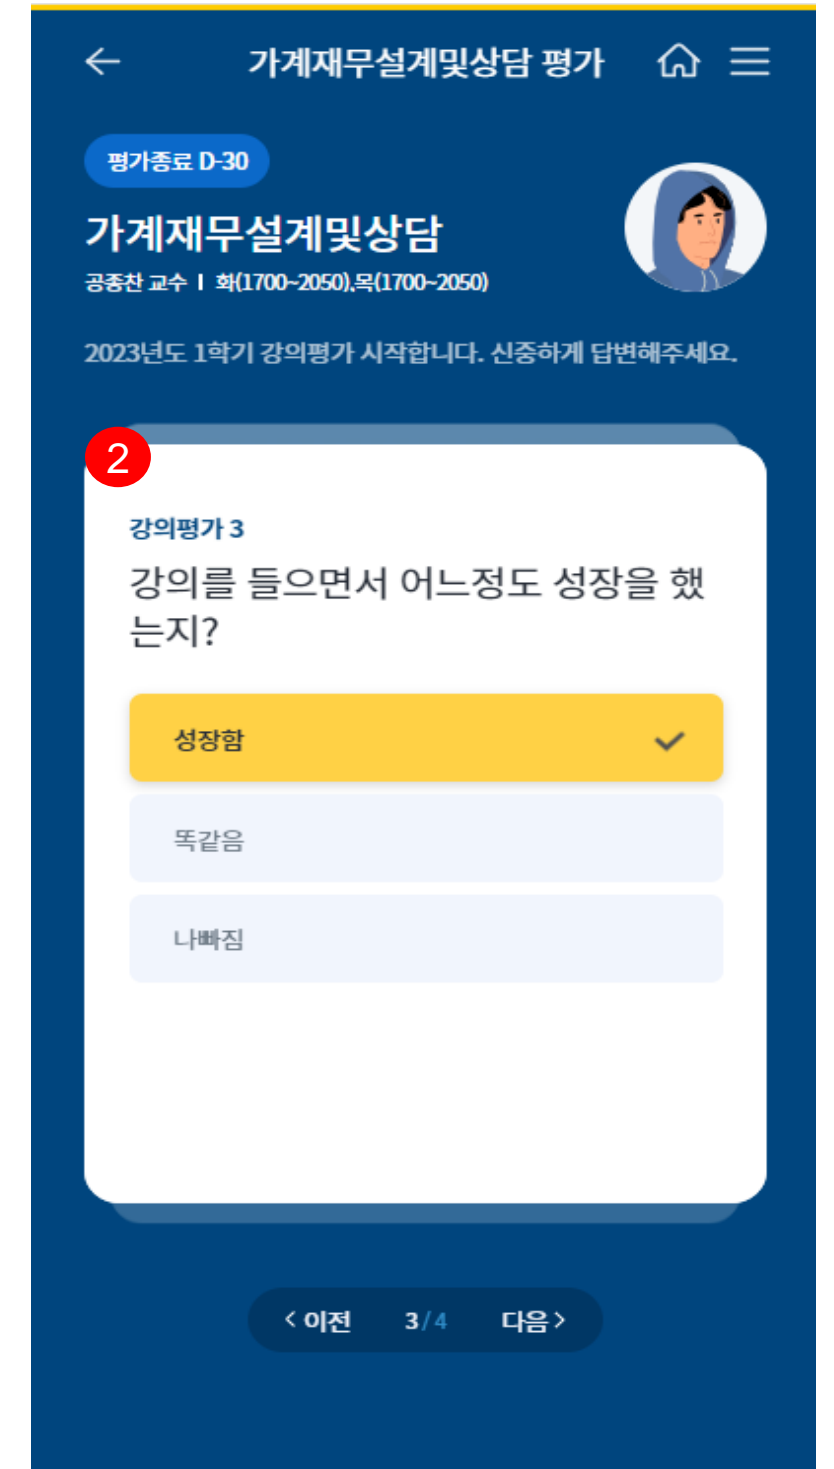 가계재무설계및상담 평가
평가종료 D-30
가계재무설계및상담
공종찬 교수 | 화(1700~2050),목(1700~2050)
2023년도 1학기 강의평가 시작합니다. 신중하게 답변해주세요.
2
강의평가 3
강의를 들으면서 어느정도 성장을 했
는지?
성장함
똑같음
나빠짐
< 이전 3/4 다음 >